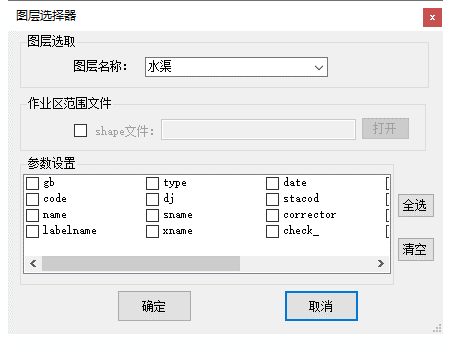 图层选择器
图层选取
图层名称： 水渠
作业区范围文件
shape文件： 打开
参数设置
gb type date
code dj stacod
name sname corrector
labelname xname check_
全选
清空
确定 取消